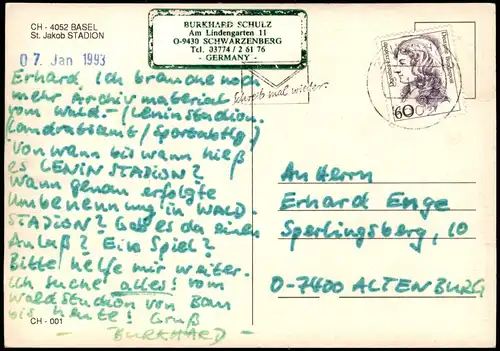 CH - 4052 BASEL
St. Jakob STADION
07. Jan 1993
BURKHARD SCHULZ
Am Lindengarten 11
O-9430 SCHWARZENBERG
Tel. 03774 / 2 61 76
- GERMANY -
Schreib mal wieder.
60
Erhard, Ich brauche noch
mehr Archivmaterial
vom Wald.- (Leninstadion.
(Landratsamt / Sportabtlg)
Von wann bis wann hieß
es LENIN STADION?
Wann genau erfolgte
Umbenennung in WALD-
STADION? Gab es da einen
Anlaß? Ein Spiel?
Bitte helfe mir weiter.
Ich suche alles! vom
Waldstadion von Bau
bis heute! Gruß
- BURKHARD -
CH - 001
An Herrn
Erhard Enge
Sperlingsberg, 10
O-7400 ALTENBURG